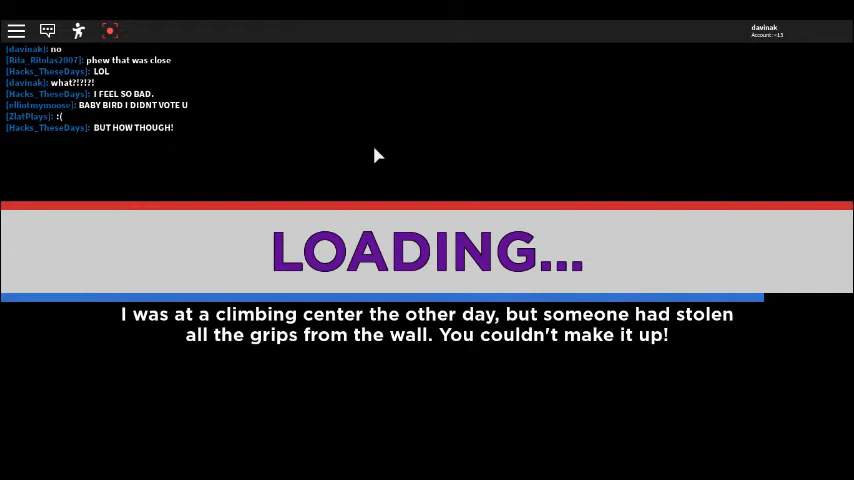 davinak
Account: <13
[davinak]: no
[Rita_Ritolas2007]: phew that was close
[Hacks_TheseDays]: LOL
[davinak]: what?!?!?!
[Hacks_TheseDays]: I FEEL SO BAD.
[elliotmymoose]: BABY BIRD I DIDNT VOTE U
[ZlatPlays]: :(
[Hacks_TheseDays]: BUT HOW THOUGH!
LOADING...
I was at a climbing center the other day, but someone had stolen
all the grips from the wall. You couldn't make it up!